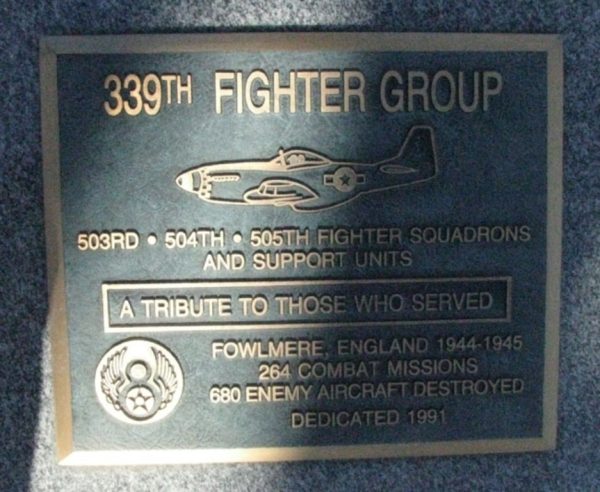 339TH FIGHTER GROUP
503RD • 504TH • 505TH FIGHTER SQUADRONS
AND SUPPORT UNITS
A TRIBUTE TO THOSE WHO SERVED
8
FOWLMERE, ENGLAND 1944-1945
264 COMBAT MISSIONS
680 ENEMY AIRCRAFT DESTROYED
DEDICATED 1991